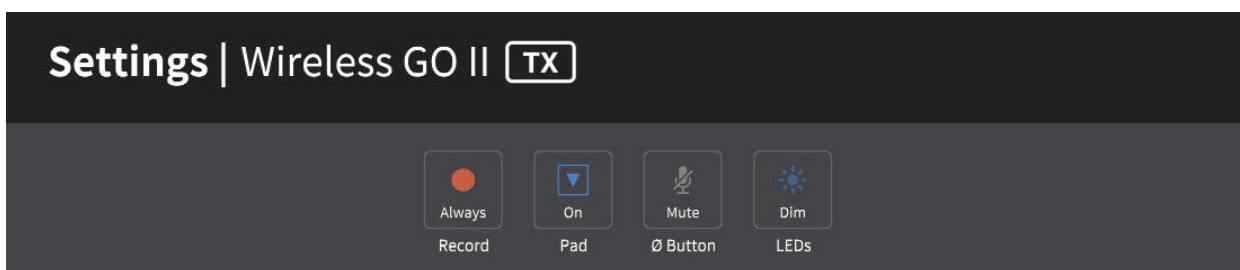 Settings | Wireless GO II TX
Always On Mute Dim
Record Pad Ø Button LEDs